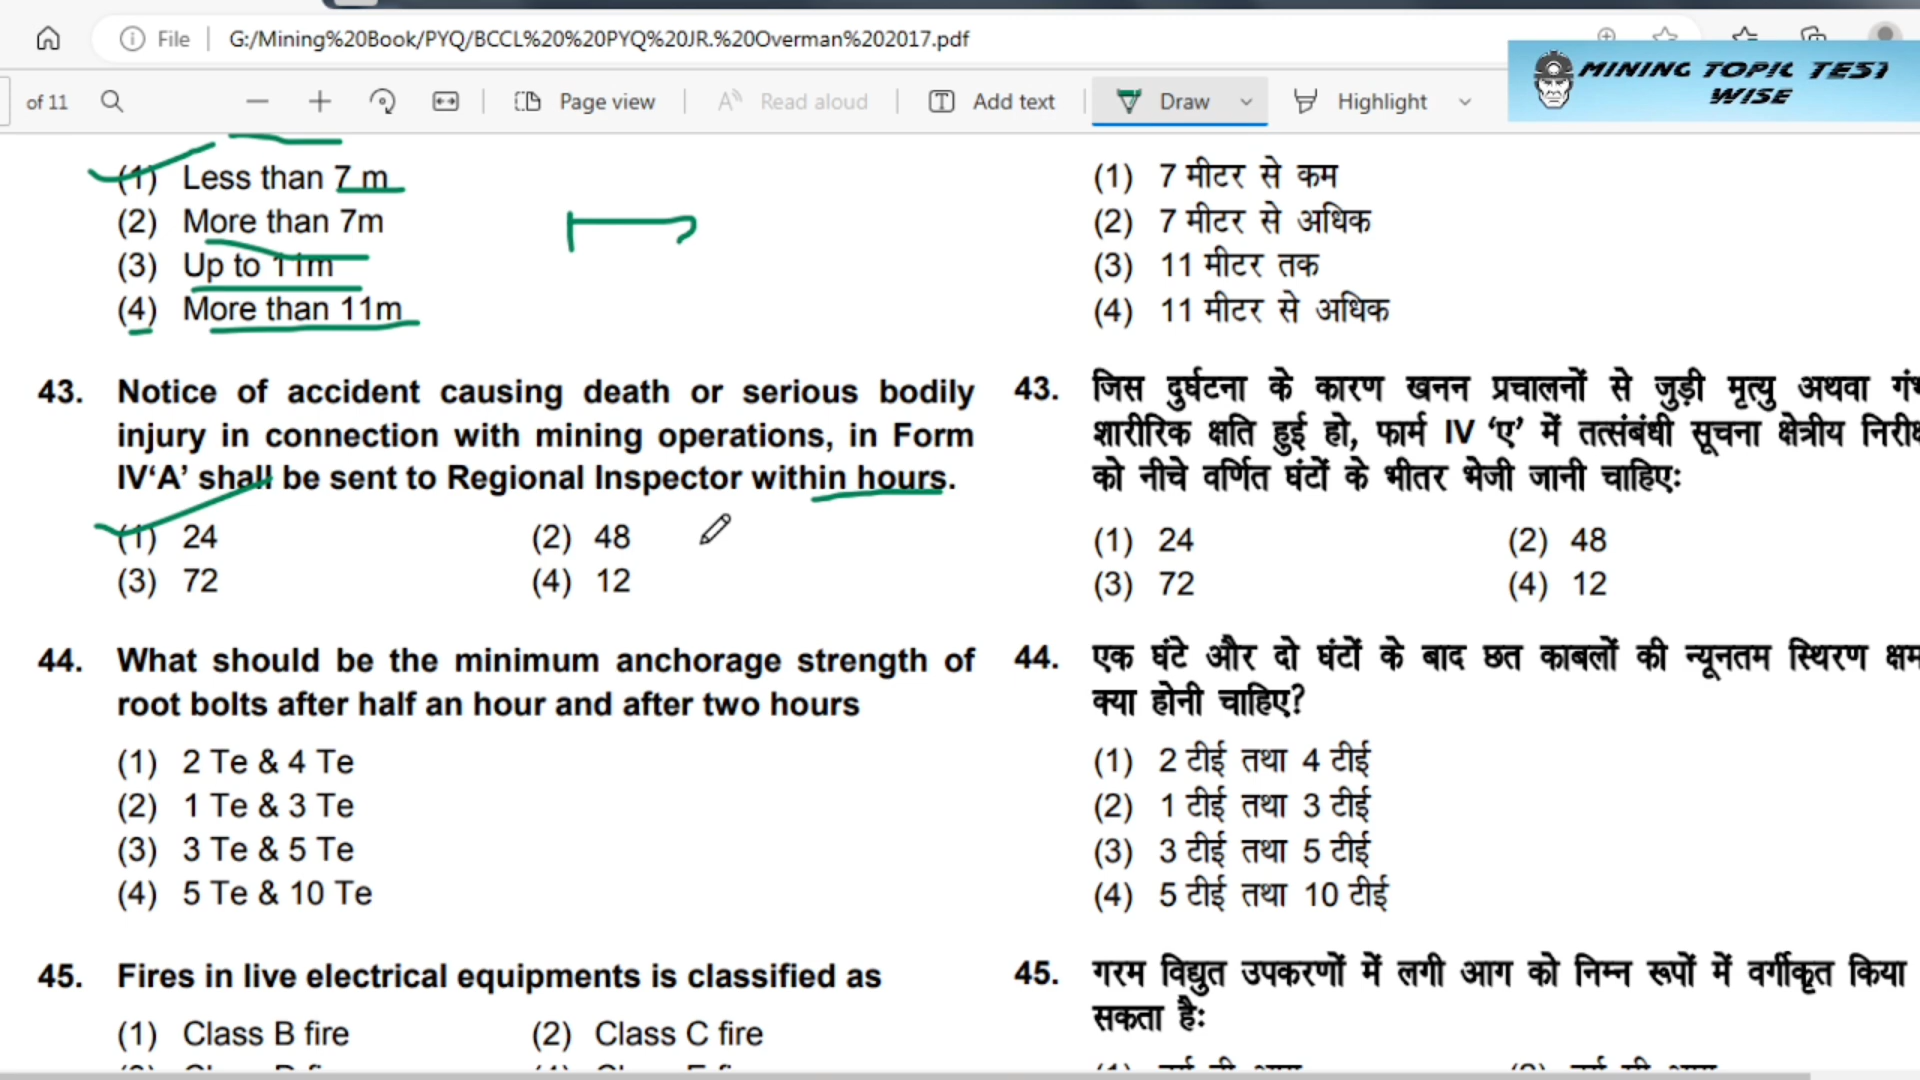 File
G:/Mining%20Book/PYQ/BCCL%20%20PYQ%20JR.%20Overman%202017.pdf
MINING TOPIC TEST
WISE
of 11
Page view
Read aloud
Add text
Draw
Highlight
(1) Less than 7 m
(2) More than 7m
(3) Up to 11m
(4) More than 11m
43. Notice of accident causing death or serious bodily
injury in connection with mining operations, in Form
IV‘A’ shall be sent to Regional Inspector within hours.
(1) 24 (2) 48
(3) 72 (4) 12
44. What should be the minimum anchorage strength of
root bolts after half an hour and after two hours
(1) 2 Te & 4 Te
(2) 1 Te & 3 Te
(3) 3 Te & 5 Te
(4) 5 Te & 10 Te
45. Fires in live electrical equipments is classified as
(1) Class B fire (2) Class C fire
(1) 7 मीटर से कम
(2) 7 मीटर से अधिक
(3) 11 मीटर तक
(4) 11 मीटर से अधिक
43. जिस दुर्घटना के कारण खनन प्रचालनों से जुड़ी मृत्यु अथवा
शारीरिक क्षति हुई हो, फार्म IV ‘ए’ में तत्संबंधी सूचना क्षेत्रीय
को नीचे वर्णित घंटों के भीतर भेजी जानी चाहिए:
(1) 24 (2) 48
(3) 72 (4) 12
44. एक घंटे और दो घंटों के बाद छत काबलों की न्यूनतम स्थिरण
क्या होनी चाहिए?
(1) 2 टीई तथा 4 टीई
(2) 1 टीई तथा 3 टीई
(3) 3 टीई तथा 5 टीई
(4) 5 टीई तथा 10 टीई
45. गरम विद्युत उपकरणों में लगी आग को निम्न रूपों में वर्गीकृत किया
सकता है: